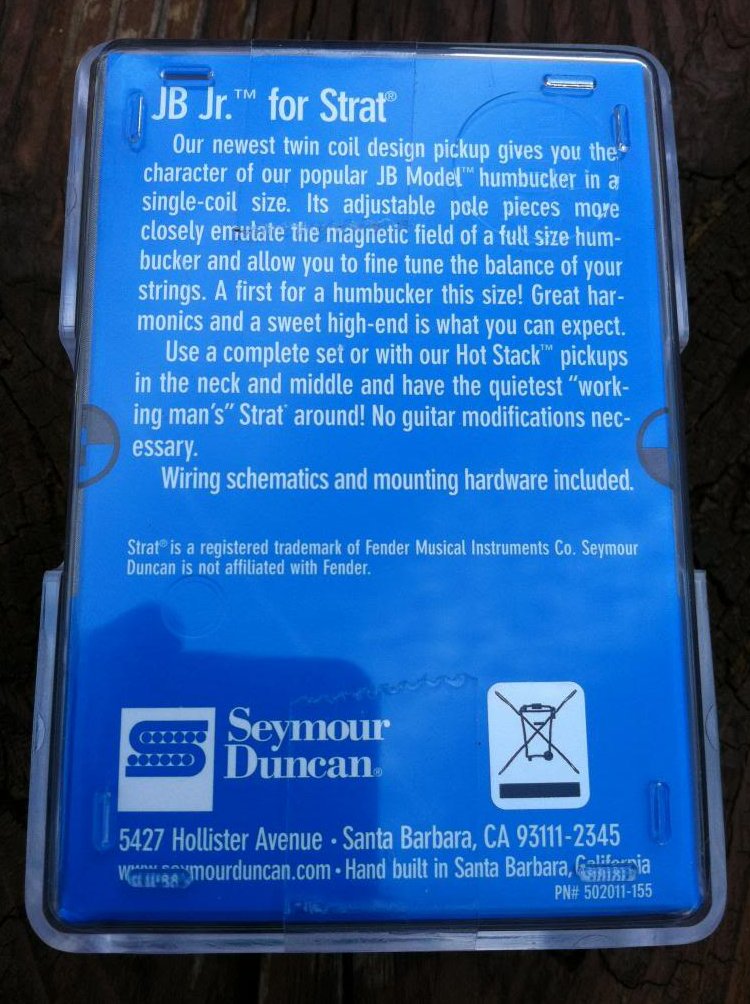 JB Jr.™ for Strat®
Our newest twin coil design pickup gives you the
character of our popular JB Model™ humbucker in a
single-coil size. Its adjustable pole pieces more
closely emulate the magnetic field of a full size hum-
bucker and allow you to fine tune the balance of your
strings. A first for a humbucker this size! Great har-
monics and a sweet high-end is what you can expect.
Use a complete set or with our Hot Stack™ pickups
in the neck and middle and have the quietest "work-
ing man's" Strat® around! No guitar modifications nec-
essary.
Wiring schematics and mounting hardware included.
Strat® is a registered trademark of Fender Musical Instruments Co. Seymour
Duncan is not affiliated with Fender.
Seymour
Duncan®
5427 Hollister Avenue • Santa Barbara, CA 93111-2345
www.seymourduncan.com • Hand built in Santa Barbara, California
PN# 502011-155